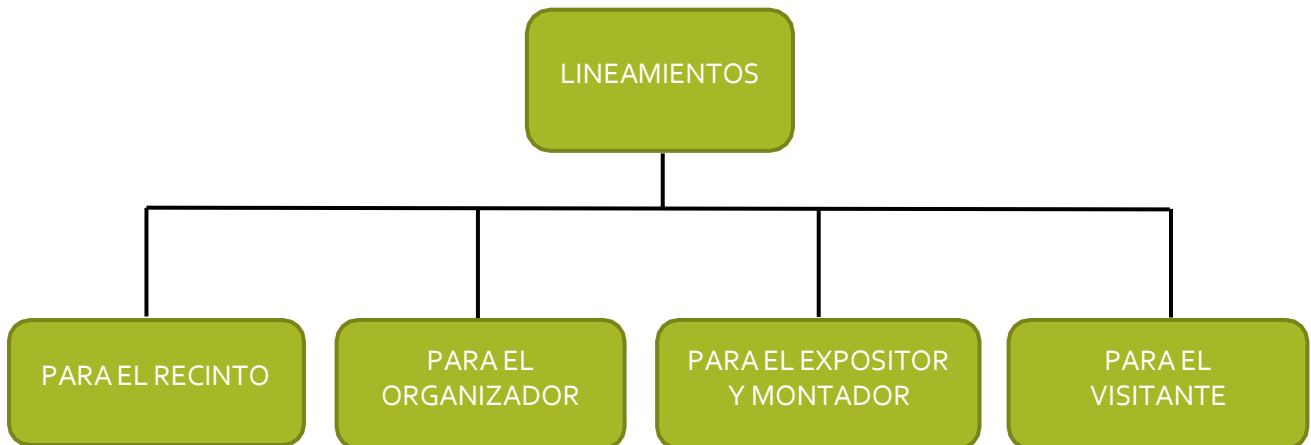 LINEAMIENTOS
PARA EL RECINTO
PARA EL
ORGANIZADOR
PARA EL EXPOSITOR
Y MONTADOR
PARA EL
VISITANTE